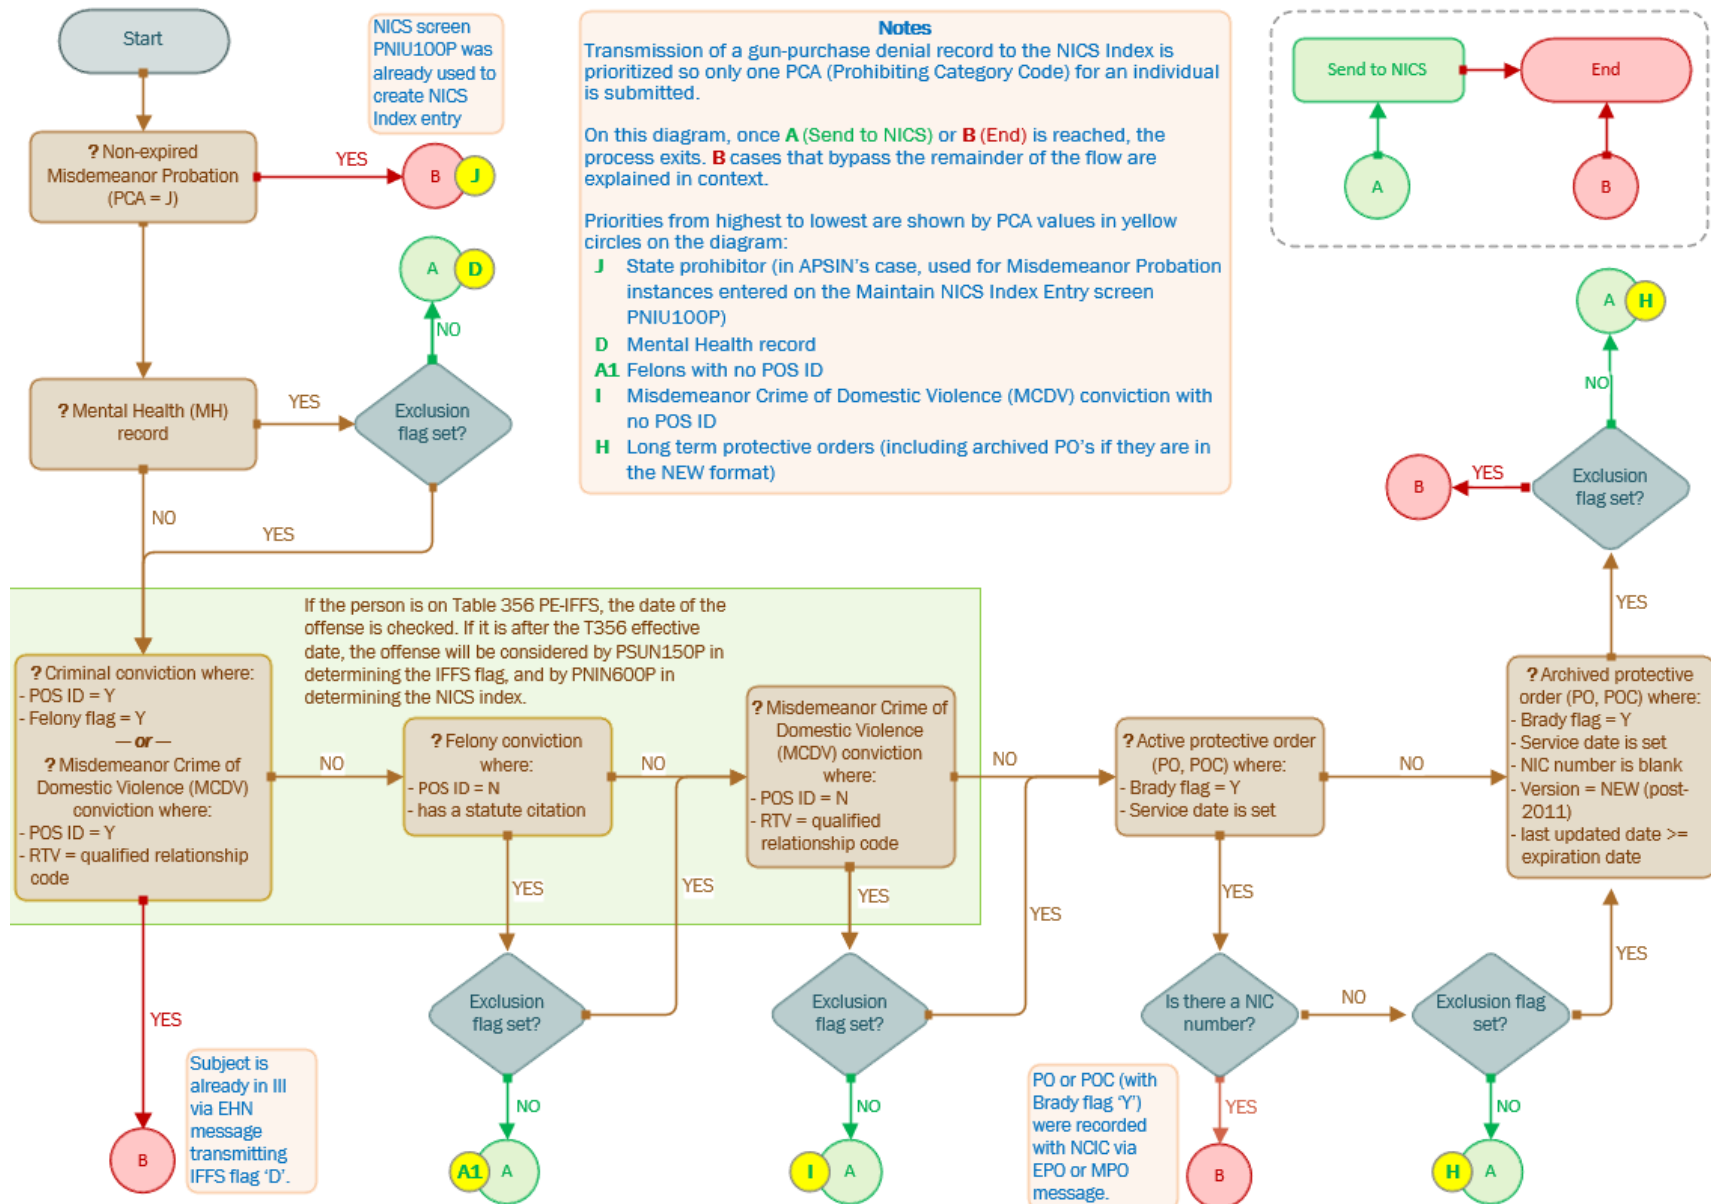 Start
NICS screen
PNIU100P was
already used to
create NICS
Index entry
? Non-expired
Misdemeanor Probation
(PCA = J)
YES
B
J
A
D
NO
? Mental Health (MH)
record
YES
Exclusion
flag set?
NO
YES
Notes
Transmission of a gun-purchase denial record to the NICS Index is
prioritized so only one PCA (Prohibiting Category Code) for an individual
is submitted.
On this diagram, once A (Send to NICS) or B (End) is reached, the
process exits. B cases that bypass the remainder of the flow are
explained in context.
Priorities from highest to lowest are shown by PCA values in yellow
circles on the diagram:
J State prohibitor (in APSIN's case, used for Misdemeanor Probation
instances entered on the Maintain NICS Index Entry screen
PNIU100P)
D Mental Health record
A1 Felons with no POS ID
I Misdemeanor Crime of Domestic Violence (MCDV) conviction with
no POS ID
H Long term protective orders (including archived PO's if they are in
the NEW format)
Send to NICS
End
A
B
A
H
NO
B
YES
Exclusion
flag set?
YES
If the person is on Table 356 PE-IFFS, the date of the
offense is checked. If it is after the T356 effective
date, the offense will be considered by PSUN150P in
determining the IFFS flag, and by PNIN600P in
determining the NICS index.
? Criminal conviction where:
- POS ID = Y
- Felony flag = Y
— or —
? Misdemeanor Crime of
Domestic Violence (MCDV)
conviction where:
- POS ID = Y
- RTV = qualified relationship
code
NO
? Felony conviction
where:
- POS ID = N
- has a statute citation
NO
? Misdemeanor Crime of
Domestic Violence
(MCDV) conviction
where:
- POS ID = N
- RTV = qualified
relationship code
NO
? Active protective order
(PO, POC) where:
- Brady flag = Y
- Service date is set
NO
? Archived protective
order (PO, POC) where:
- Brady flag = Y
- Service date is set
- NIC number is blank
- Version = NEW (post-
2011)
- last updated date >=
expiration date
YES
YES
YES
YES
YES
YES
YES
Exclusion
flag set?
Exclusion
flag set?
Is there a NIC
number?
NO
Exclusion flag
set?
Subject is
already in III
via EHN
message
transmitting
IFFS flag 'D'.
B
NO
A1
A
NO
I
A
PO or POC (with
Brady flag 'Y')
were recorded
with NCIC via
EPO or MPO
message.
YES
B
NO
H
A